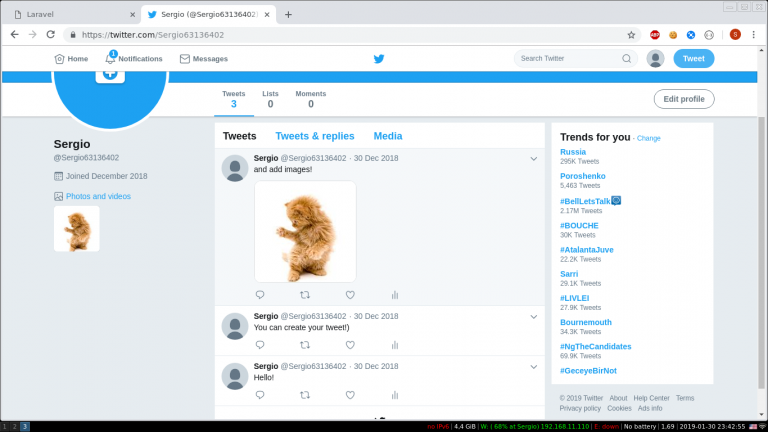 Laravel
Sergio (@Sergio63136402)
https://twitter.com/Sergio63136402
ABP
S
Home
1
Notifications
Messages
Search Twitter
Tweet
Tweets
3
Lists
0
Moments
0
Edit profile
Sergio
@Sergio63136402
Joined December 2018
Photos and videos
Tweets Tweets & replies Media
Sergio @Sergio63136402 · 30 Dec 2018
and add images!
Sergio @Sergio63136402 · 30 Dec 2018
You can create your tweet!)
Sergio @Sergio63136402 · 30 Dec 2018
Hello!
Trends for you · Change
Russia
295K Tweets
Poroshenko
5,463 Tweets
#BellLetsTalk
2.17M Tweets
#BOUCHE
30K Tweets
#AtalantaJuve
22.2K Tweets
Sarri
29.1K Tweets
#LIVLEI
27.9K Tweets
Bournemouth
34.3K Tweets
#NgTheCandidates
69.9K Tweets
#GeceyeBirNot
© 2019 Twitter About Help Center Terms
Privacy policy Cookies Ads info
1 2 3
no IPv6 | 4.4 GiB | W: ( 68% at Sergio) 192.168.11.110 | E: down | No battery | 1.69 | 2019-01-30 23:42:55